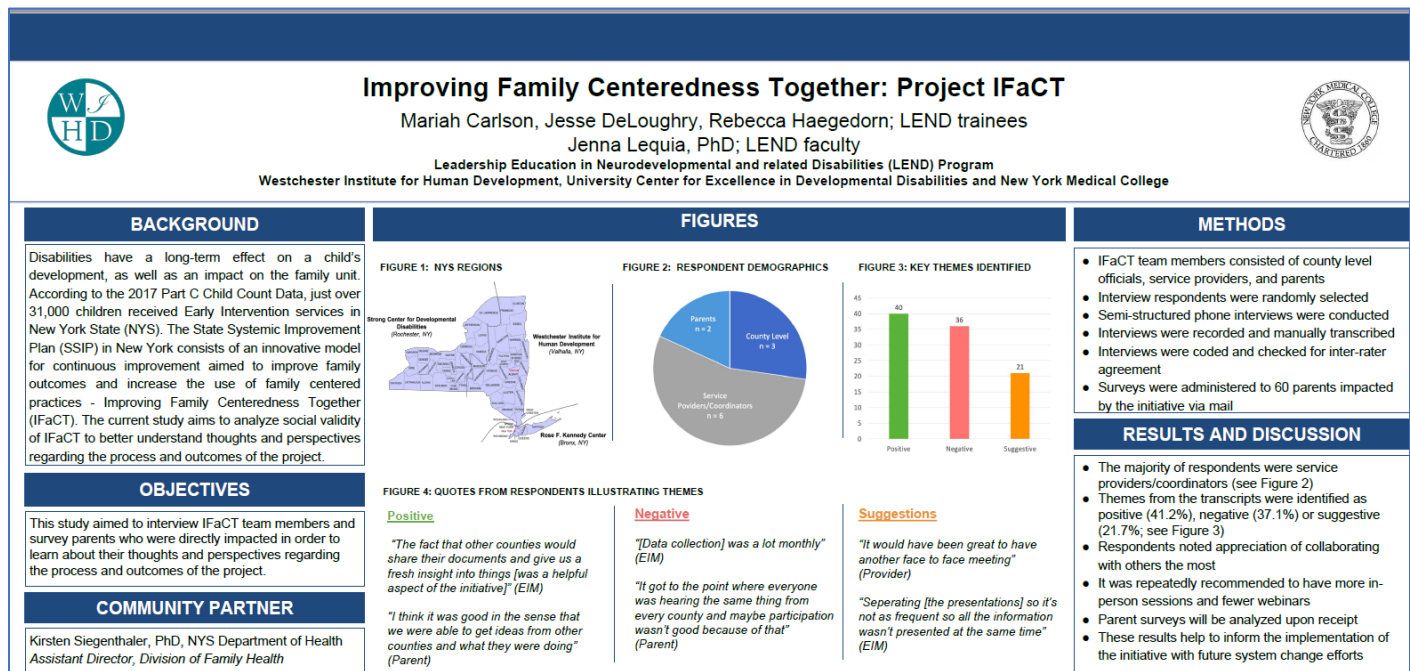 WIHD
NEW YORK MEDICAL COLLEGE
CHARTERED 1860
Improving Family Centeredness Together: Project IFaCT
Mariah Carlson, Jesse DeLoughry, Rebecca Haegedorn; LEND trainees
Jenna Lequia, PhD; LEND faculty
Leadership Education in Neurodevelopmental and related Disabilities (LEND) Program
Westchester Institute for Human Development, University Center for Excellence in Developmental Disabilities and New York Medical College
BACKGROUND
Disabilities have a long-term effect on a child's
development, as well as an impact on the family unit.
According to the 2017 Part C Child Count Data, just over
31,000 children received Early Intervention services in
New York State (NYS). The State Systemic Improvement
Plan (SSIP) in New York consists of an innovative model
for continuous improvement aimed to improve family
outcomes and increase the use of family centered
practices - Improving Family Centeredness Together
(IFaCT). The current study aims to analyze social validity
of IFaCT to better understand thoughts and perspectives
regarding the process and outcomes of the project.
OBJECTIVES
This study aimed to interview IFaCT team members and
survey parents who were directly impacted in order to
learn about their thoughts and perspectives regarding
the process and outcomes of the project.
COMMUNITY PARTNER
Kirsten Siegenthaler, PhD, NYS Department of Health
Assistant Director, Division of Family Health
FIGURES
FIGURE 1: NYS REGIONS
Strong Center for Developmental
Disabilities
(Rochester, NY)
Westchester Institute for
Human Development
(Valhalla, NY)
Rose F. Kennedy Center
(Bronx, NY)
FIGURE 2: RESPONDENT DEMOGRAPHICS
Parents
n = 2
County Level
n = 3
Service
Poviders/Coordinators
n = 6
FIGURE 3: KEY THEMES IDENTIFIED
45
40
35
30
25
20
15
10
5
0
40
36
21
Positive
Negative
Suggestive
FIGURE 4: QUOTES FROM RESPONDENTS ILLUSTRATING THEMES
Positive
"The fact that other counties would
share their documents and give us a
fresh insight into things [was a helpful
aspect of the initiative]" (EIM)
"I think it was good in the sense that
we were able to get ideas from other
counties and what they were doing"
(Parent)
Negative
"[Data collection] was a lot monthly"
(EIM)
"It got to the point where everyone
was hearing the same thing from
every county and maybe participation
wasn't good because of that"
(Parent)
Suggestions
"It would have been great to have
another face to face meeting"
(Provider)
"Seperating [the presentations] so it's
not as frequent so all the information
wasn't presented at the same time"
(EIM)
METHODS
● IFaCT team members consisted of county level
officials, service providers, and parents
● Interview respondents were randomly selected
● Semi-structured phone interviews were conducted
● Interviews were recorded and manually transcribed
● Interviews were coded and checked for inter-rater
agreement
● Surveys were administered to 60 parents impacted
by the initiative via mail
RESULTS AND DISCUSSION
● The majority of respondents were service
providers/coordinators (see Figure 2)
● Themes from the transcripts were identified as
positive (41.2%), negative (37.1%) or suggestive
(21.7%; see Figure 3)
● Respondents noted appreciation of collaborating
with others the most
● It was repeatedly recommended to have more in-
person sessions and fewer webinars
● Parent surveys will be analyzed upon receipt
● These results help to inform the implementation of
the initiative with future system change efforts